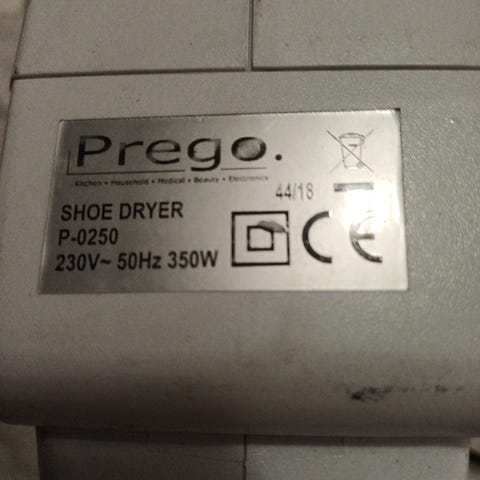 Prego.
Kitchen • Household • Medical • Beauty • Electronics
44/18
SHOE DRYER
P-0250
230V~ 50Hz 350W
CE